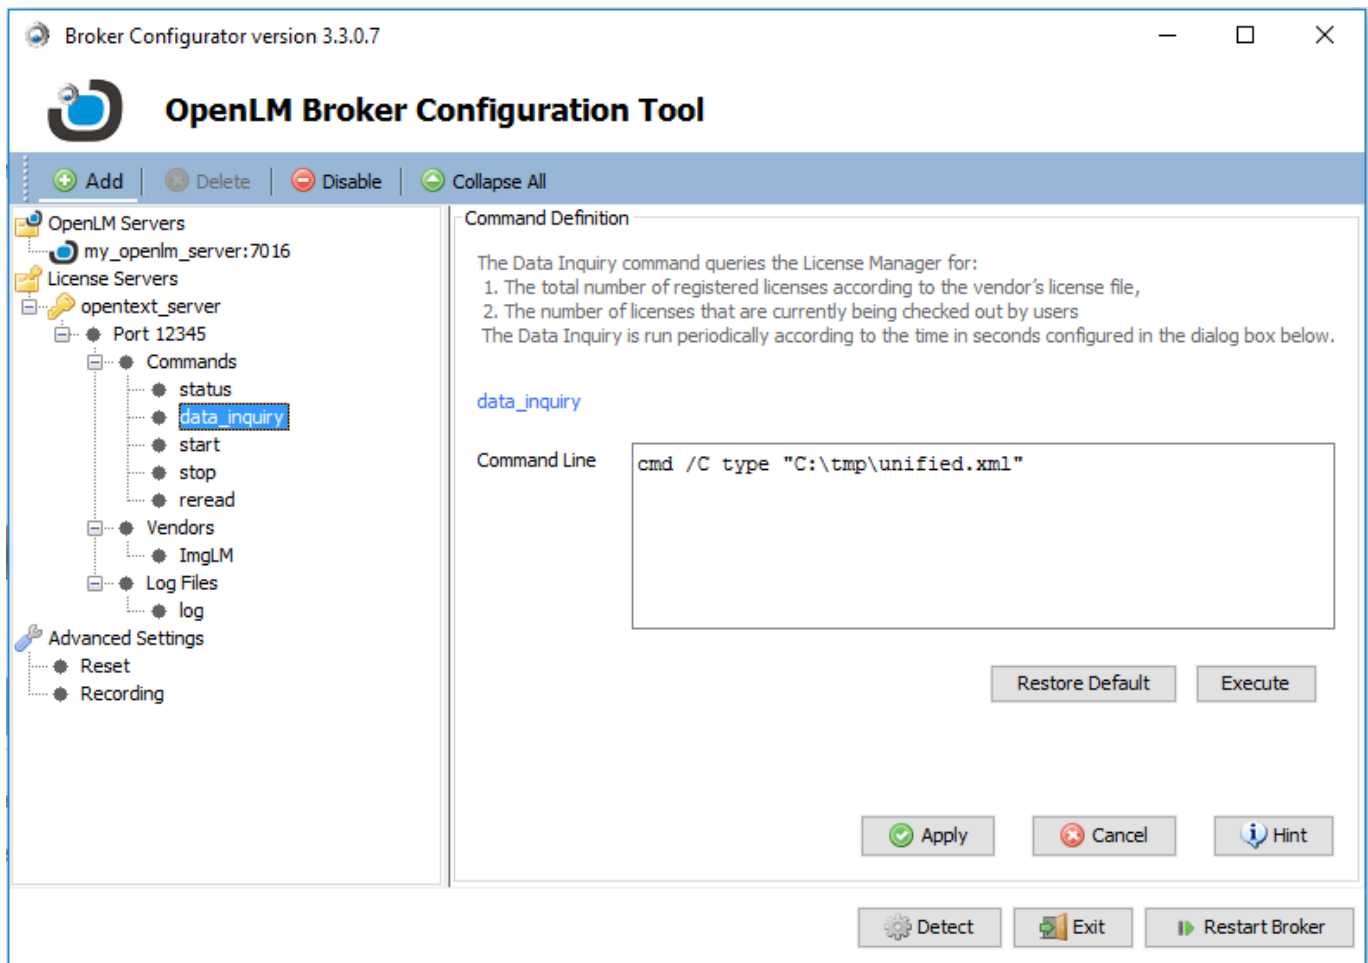 Broker Configurator version 3.3.0.7
OpenLM Broker Configuration Tool
Add
Delete
Disable
Collapse All
OpenLM Servers
my_openlm_server:7016
License Servers
opentext_server
Port 12345
Commands
status
data_inquiry
start
stop
reread
Vendors
ImgLM
Log Files
log
Advanced Settings
Reset
Recording
Command Definition
The Data Inquiry command queries the License Manager for:
1. The total number of registered licenses according to the vendor's license file,
2. The number of licenses that are currently being checked out by users
The Data Inquiry is run periodically according to the time in seconds configured in the dialog box below.
data_inquiry
Command Line
cmd /C type "C:\tmp\unified.xml"
Restore Default
Execute
Apply
Cancel
Hint
Detect
Exit
Restart Broker